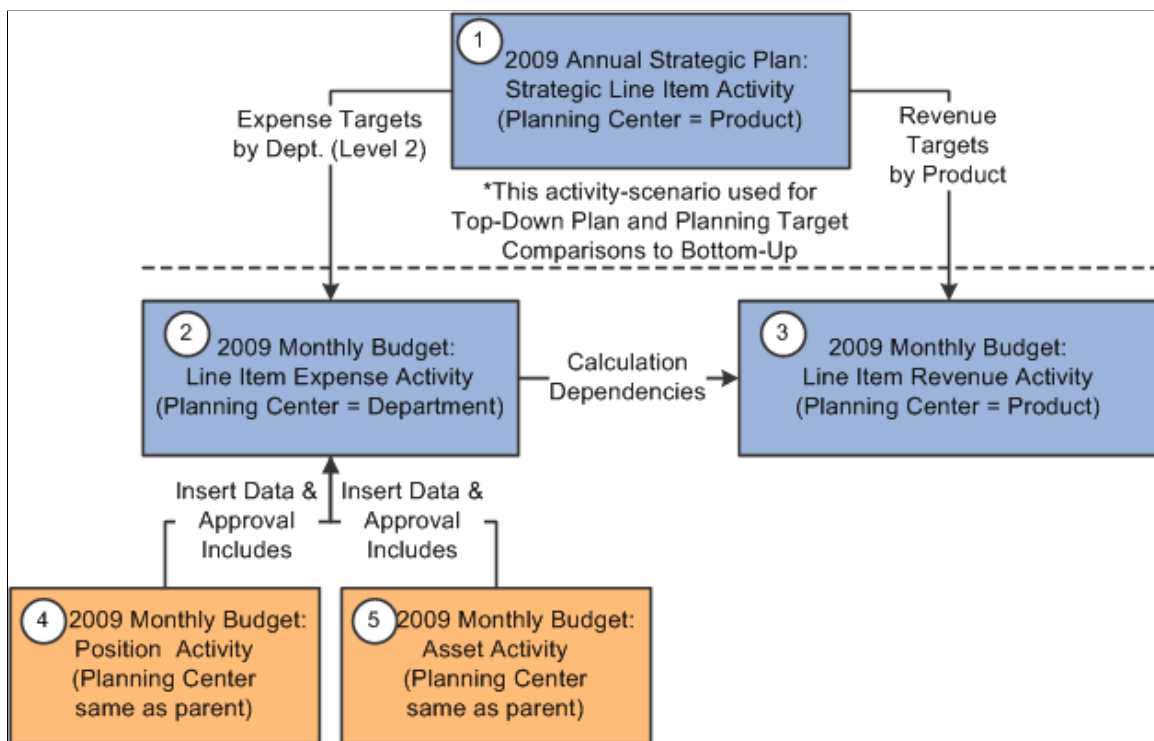 1
2009 Annual Strategic Plan:
Strategic Line Item Activity
(Planning Center = Product)
Expense Targets
by Dept. (Level 2)
Revenue
Targets
by Product
*This activity-scenario used for
Top-Down Plan and Planning Target
Comparisons to Bottom-Up
2
2009 Monthly Budget:
Line Item Expense Activity
(Planning Center = Department)
Calculation
Dependencies
3
2009 Monthly Budget:
Line Item Revenue Activity
(Planning Center = Product)
Insert Data &
Approval
Includes
Insert Data &
Approval
Includes
4
2009 Monthly Budget:
Position Activity
(Planning Center
same as parent)
5
2009 Monthly Budget:
Asset Activity
(Planning Center
same as parent)